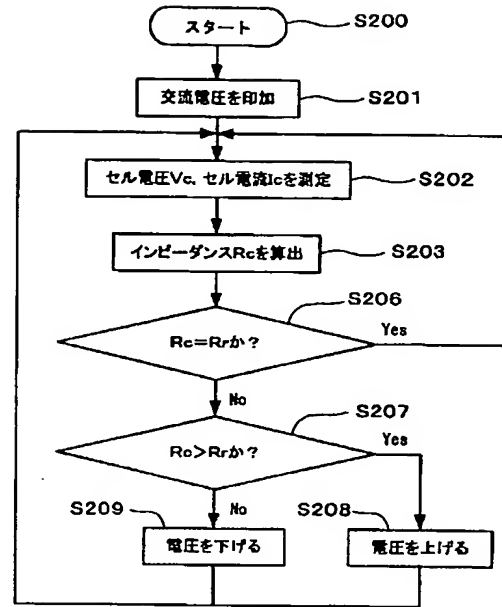 スタート
S200
交流電圧を印加
S201
セル電圧Vc、セル電流Icを測定
S202
インピーダンスRcを算出
S203
S206
Rc=Rrか?
Yes
No
S207
Rc>Rrか?
Yes
No
S209
S208
電圧を下げる
電圧を上げる